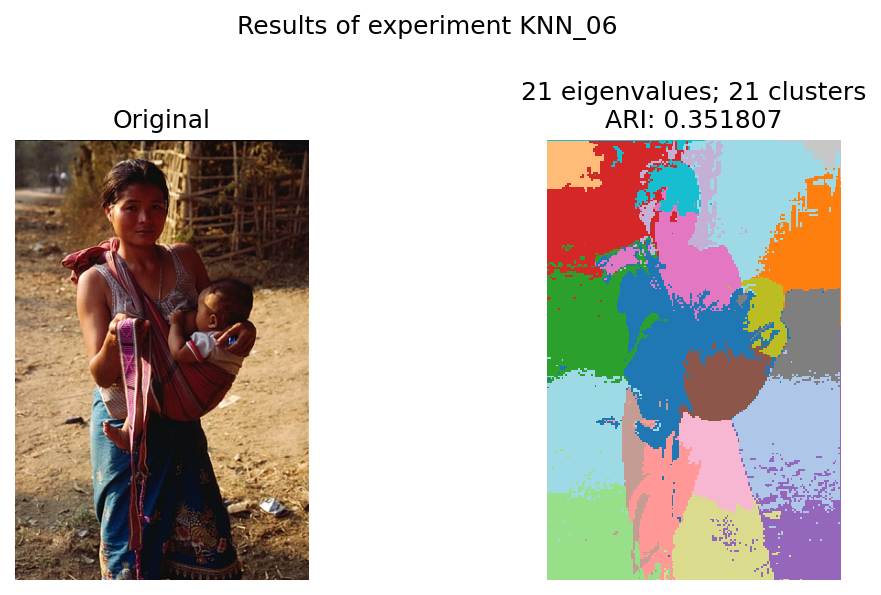 Results of experiment KNN_06
Original
21 eigenvalues; 21 clusters
ARI: 0.351807